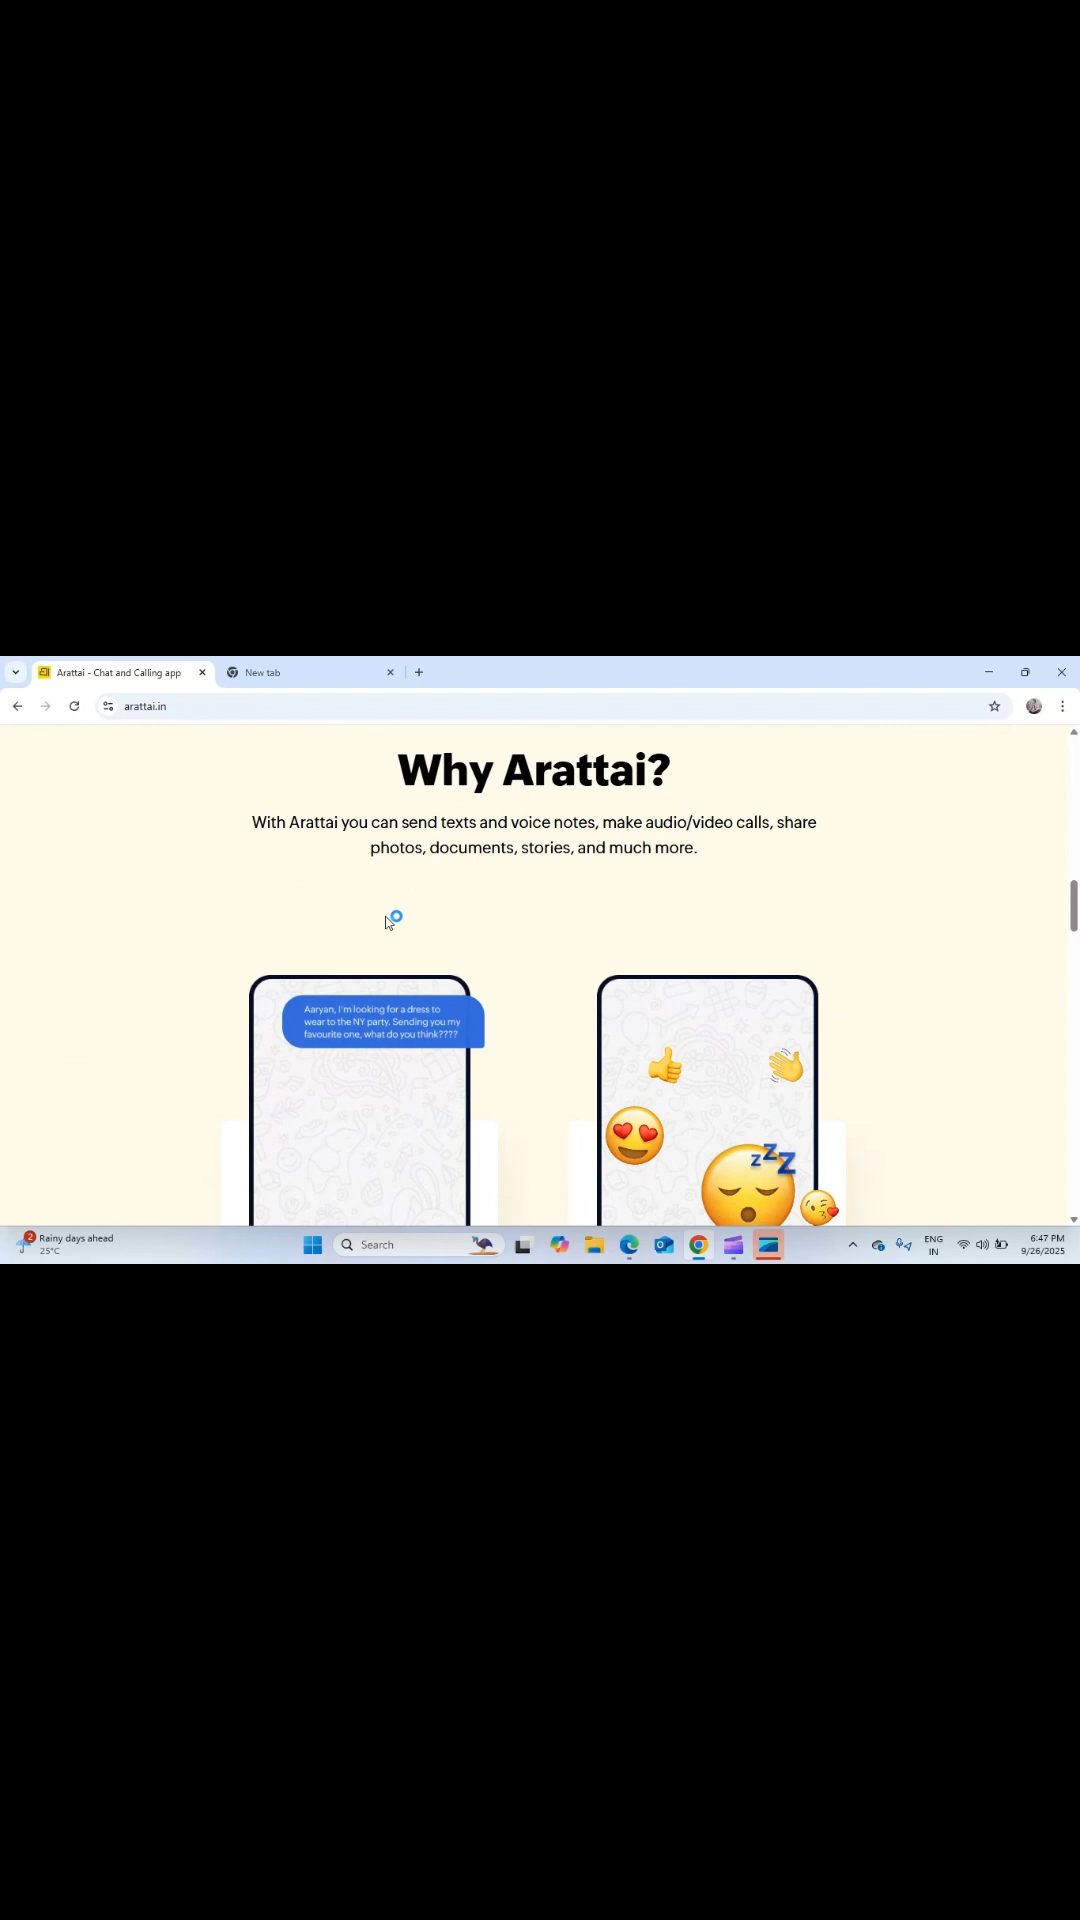 Arattai - Chat and Calling app
New tab
arattai.in
Why Arattai?
With Arattai you can send texts and voice notes, make audio/video calls, share
photos, documents, stories, and much more.
Aaryan, I'm looking for a dress to
wear to the NY party. Sending you my
favourite one, what do you think????
z z Z
2
Rainy days ahead
25°C
Search
ENG
IN
6:47 PM
9/26/2025